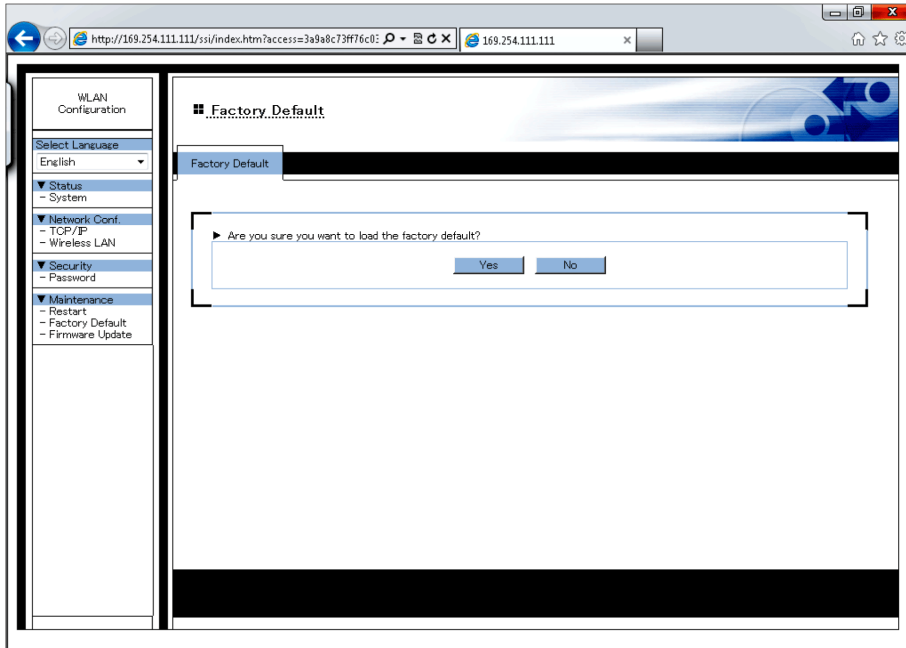 http://169.254.111.111/ssi/index.htm?access=3a9a8c73ff76c0
169.254.111.111
WLAN
Configuration
Select Language
English
▼ Status
- System
▼ Network Conf.
- TCP/IP
- Wireless LAN
▼ Security
- Password
▼ Maintenance
- Restart
- Factory Default
- Firmware Update
Factory Default
Factory Default
► Are you sure you want to load the factory default?
Yes No